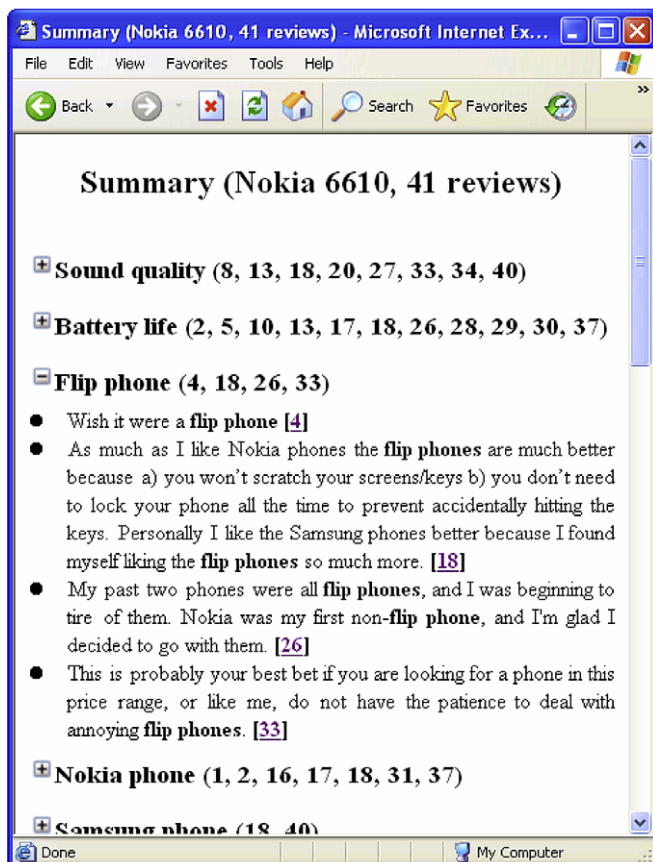 Summary (Nokia 6610, 41 reviews) - Microsoft Internet Ex...
File Edit View Favorites Tools Help
Back Search Favorites »
Summary (Nokia 6610, 41 reviews)
Sound quality (8, 13, 18, 20, 27, 33, 34, 40)
Battery life (2, 5, 10, 13, 17, 18, 26, 28, 29, 30, 37)
Flip phone (4, 18, 26, 33)
● Wish it were a flip phone [4]
● As much as I like Nokia phones the flip phones are much better
because a) you won't scratch your screens/keys b) you don't need
to lock your phone all the time to prevent accidentally hitting the
keys. Personally I like the Samsung phones better because I found
myself liking the flip phones so much more. [18]
● My past two phones were all flip phones, and I was beginning to
tire of them. Nokia was my first non-flip phone, and I'm glad I
decided to go with them. [26]
● This is probably your best bet if you are looking for a phone in this
price range, or like me, do not have the patience to deal with
annoying flip phones. [33]
Nokia phone (1, 2, 16, 17, 18, 31, 37)
Samsung phone (18, 40)
Done My Computer